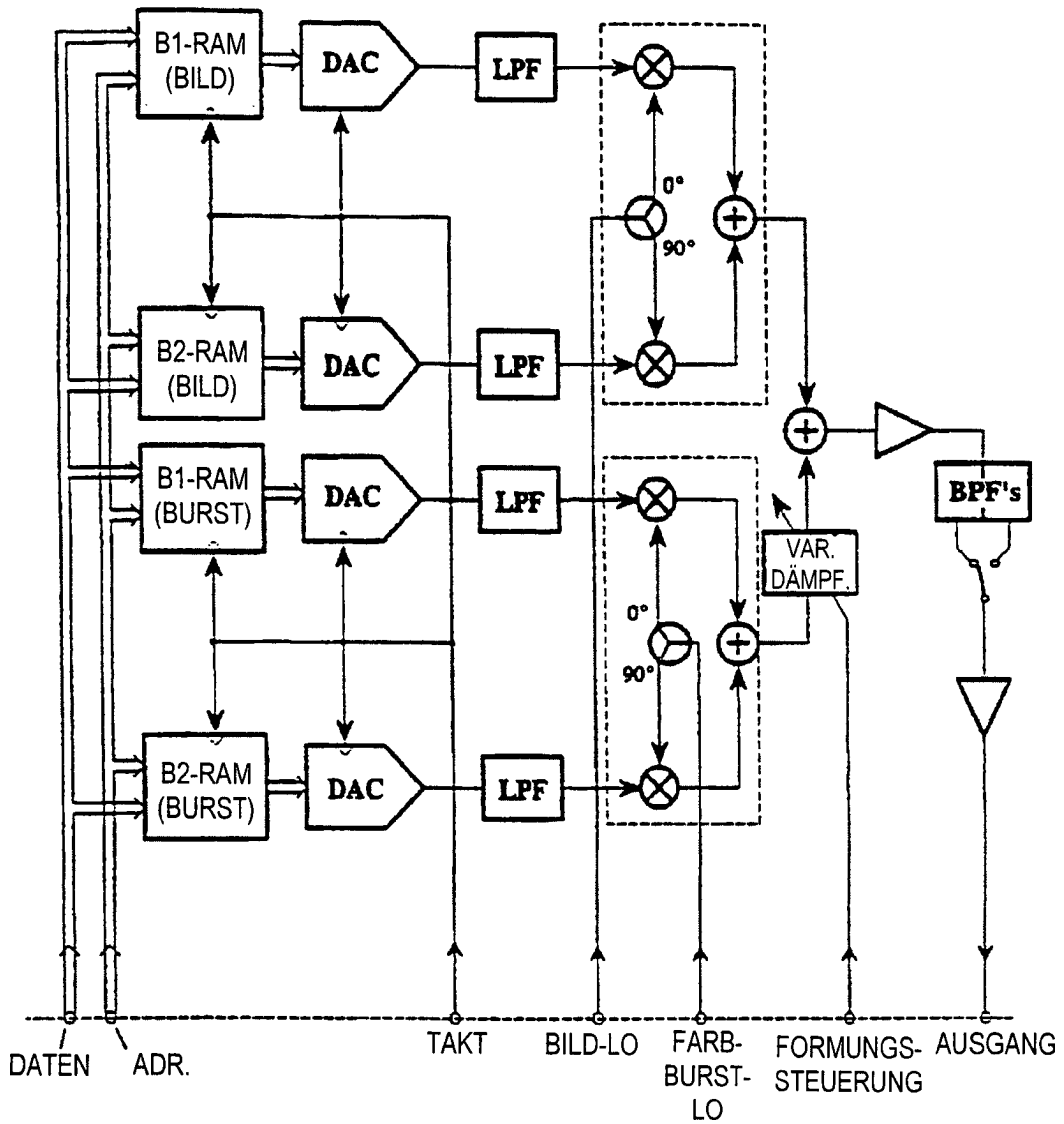 B1-RAM
(BILD)
DAC
LPF
0°
90°
B2-RAM
(BILD)
DAC
LPF
B1-RAM
(BURST)
DAC
LPF
BPF's
VAR.
DÄMPF.
0°
90°
B2-RAM
(BURST)
DAC
LPF
DATEN
ADR.
TAKT
BILD-LO
FARB-
BURST-
LO
FORMUNGS-
STEUERUNG
AUSGANG